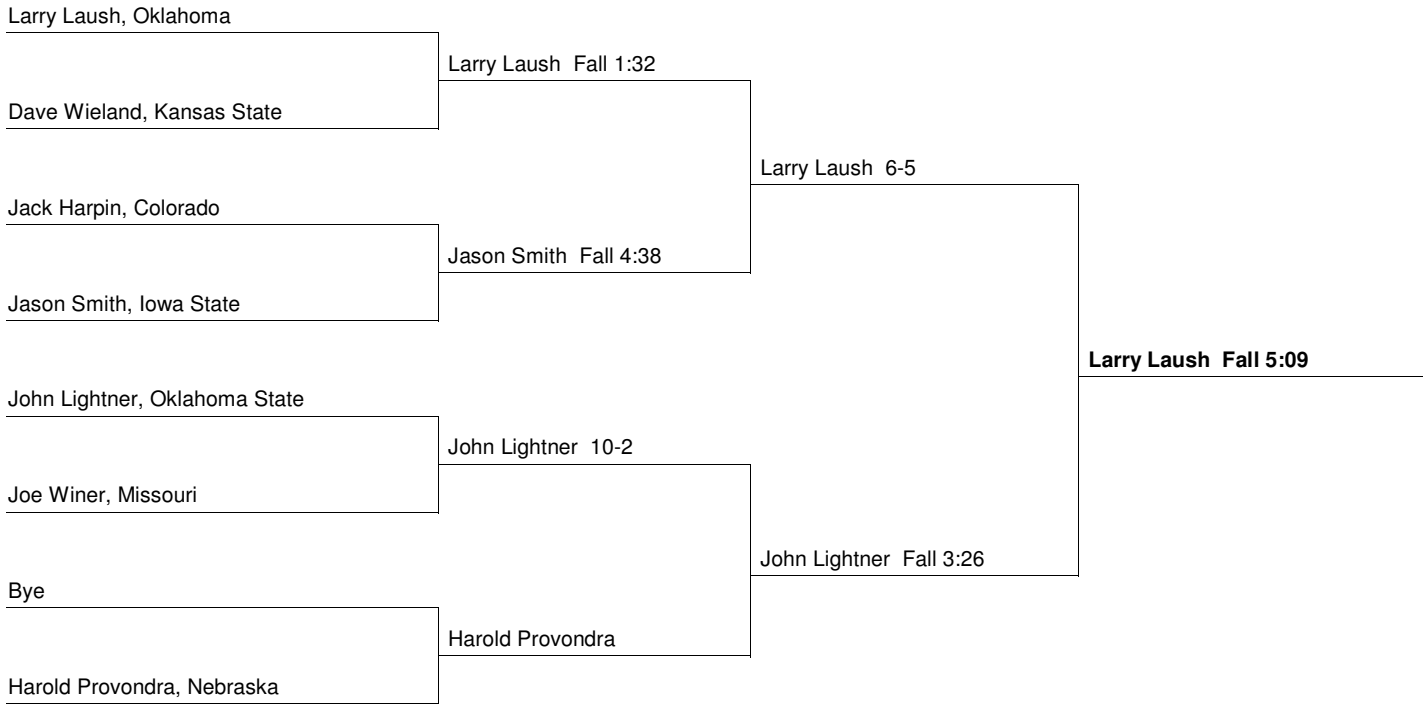 Larry Laush, Oklahoma
Larry Laush Fall 1:32
Dave Wieland, Kansas State
Larry Laush 6-5
Jack Harpin, Colorado
Jason Smith Fall 4:38
Jason Smith, Iowa State
Larry Laush Fall 5:09
John Lightner, Oklahoma State
John Lightner 10-2
Joe Winer, Missouri
John Lightner Fall 3:26
Bye
Harold Provondra
Harold Provondra, Nebraska